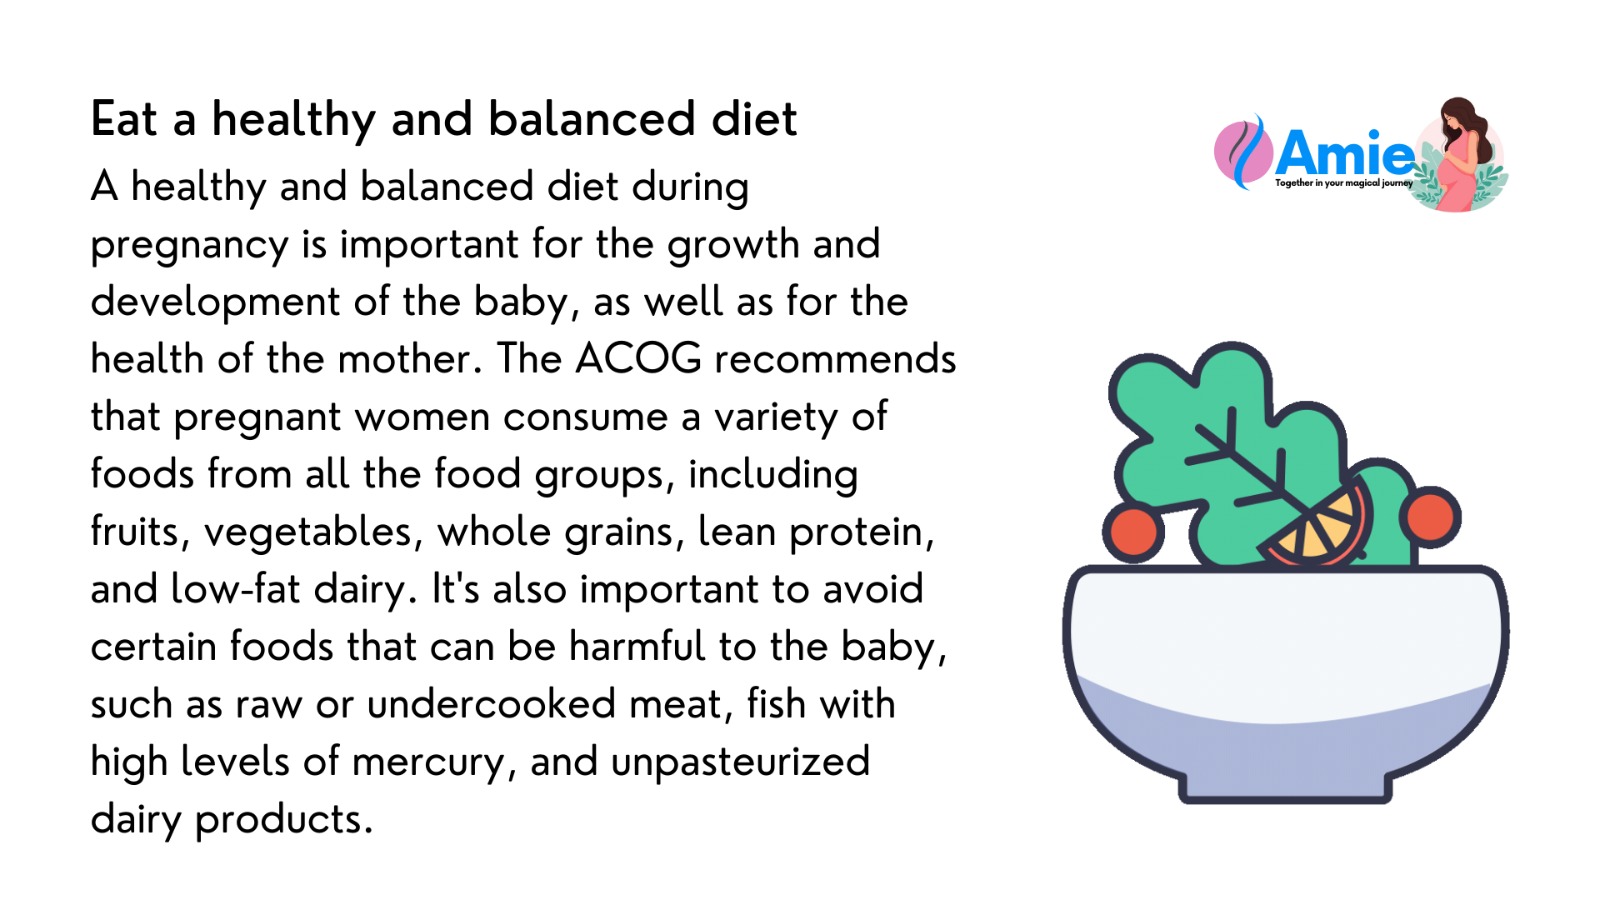 Eat a healthy and balanced diet
A healthy and balanced diet during
pregnancy is important for the growth and
development of the baby, as well as for the
health of the mother. The ACOG recommends
that pregnant women consume a variety of
foods from all the food groups, including
fruits, vegetables, whole grains, lean protein,
and low-fat dairy. It's also important to avoid
certain foods that can be harmful to the baby,
such as raw or undercooked meat, fish with
high levels of mercury, and unpasteurized
dairy products.
Amie
Together in your magical journey